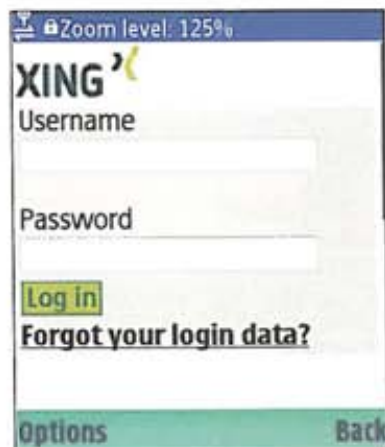 Zoom level: 125%
XING
Username
Password
Log in
Forgot your login data?
Options Back